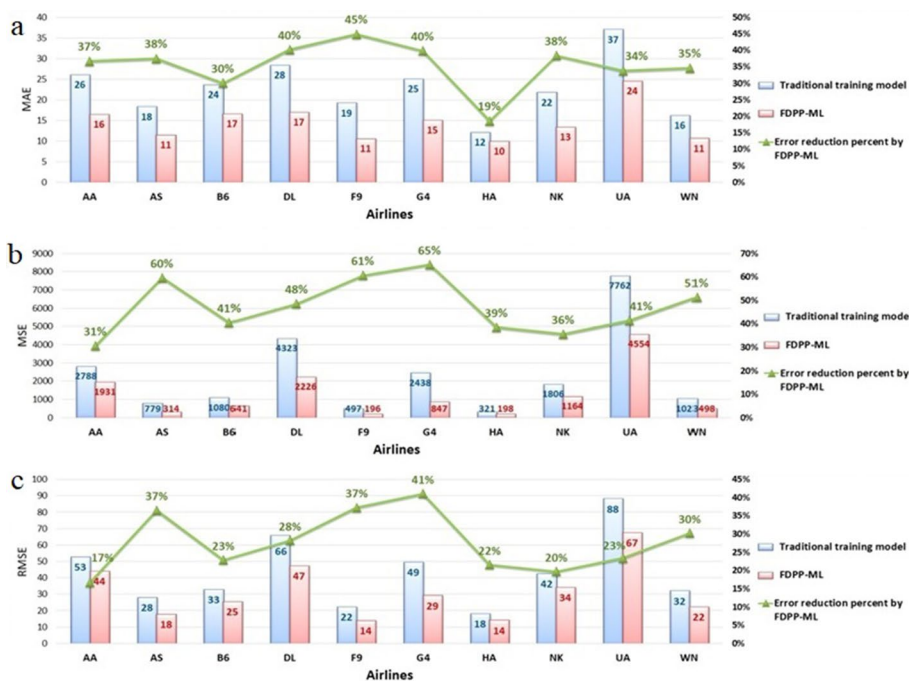 a
40 35 30 25 20 15 10 5 0
MAE
50% 45% 40% 35% 30% 25% 20% 15% 10% 5% 0%
37% 38% 30% 40% 45% 40% 19% 38% 34% 35%
26 16 18 11 24 17 28 17 19 11 25 15 12 10 22 13 37 24 16 11
AA AS B6 DL F9 G4 HA NK UA WN
Airlines
Traditional training model
FDPP-ML
Error reduction percent by
FDPP-ML
b
9000 8000 7000 6000 5000 4000 3000 2000 1000 0
MSE
70% 60% 50% 40% 30% 20% 10% 0%
31% 60% 41% 48% 61% 65% 39% 36% 41% 51%
2788 1931 779 314 1080 641 4323 2226 497 196 2438 847 321 198 1806 1164 7762 4554 1023 498
AA AS B6 DL F9 G4 HA NK UA WN
Airlines
Traditional training model
FDPP-ML
Error reduction percent by
FDPP-ML
c
100 90 80 70 60 50 40 30 20 10 0
RMSE
45% 40% 35% 30% 25% 20% 15% 10% 5% 0%
17% 37% 23% 28% 37% 41% 22% 20% 23% 30%
53 44 28 18 33 25 66 47 22 14 49 29 18 14 42 34 88 67 32 22
AA AS B6 DL F9 G4 HA NK UA WN
Airlines
Traditional training model
FDPP-ML
Error reduction percent by
FDPP-ML